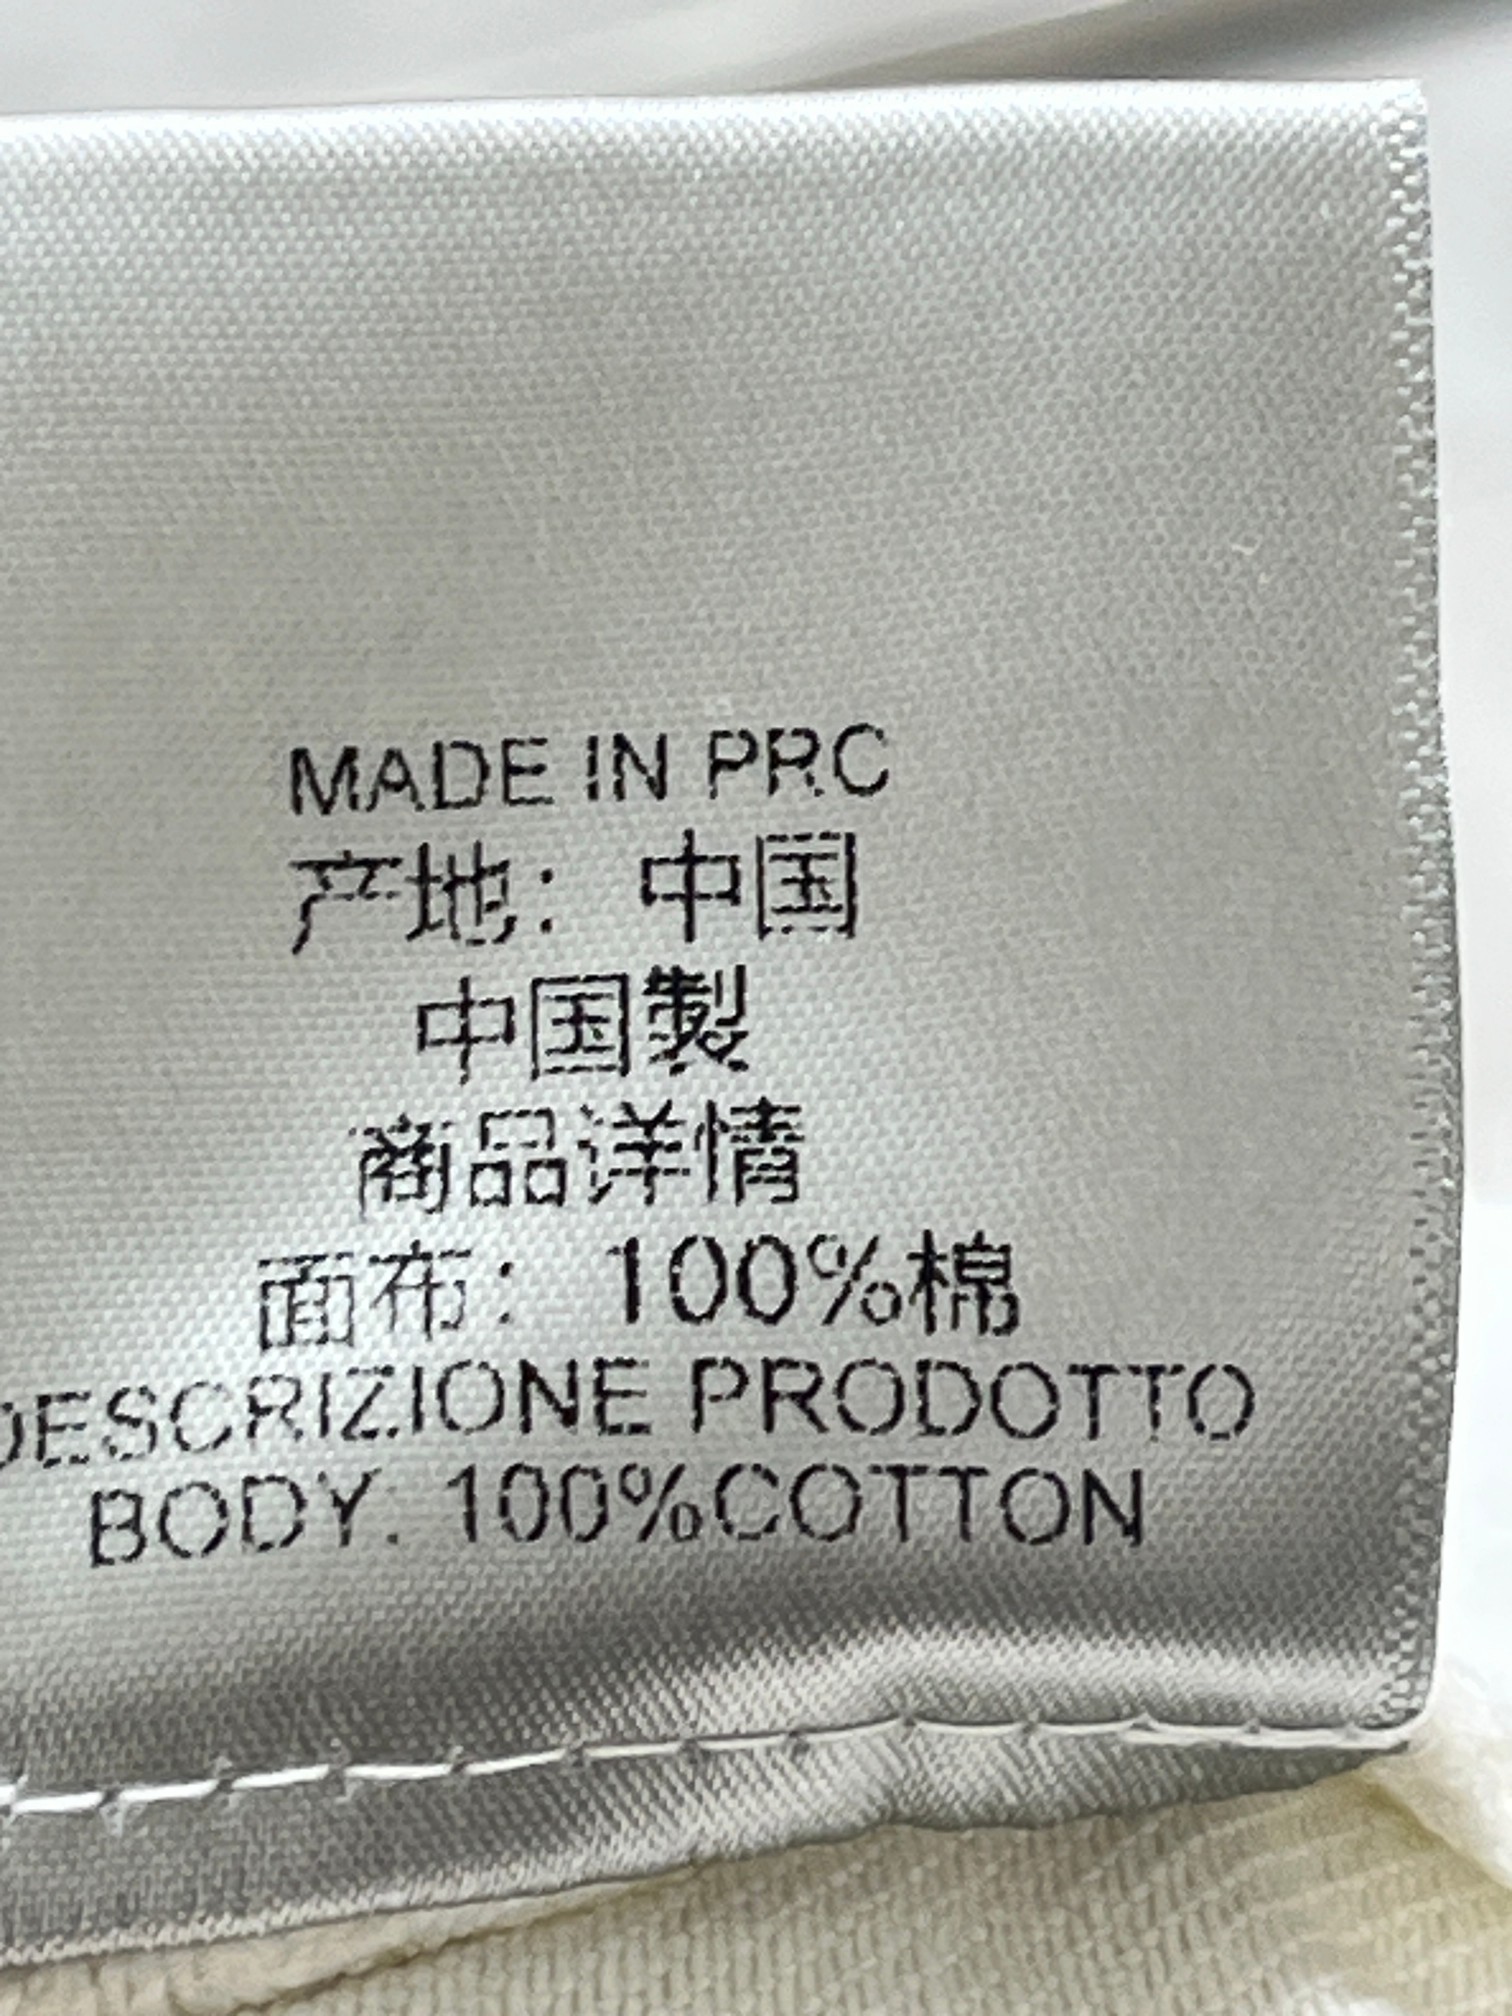 MADE IN PRC
产地：中国
中国製
商品洋情
面布：100%棉
DESCRIZIONE PRODOTTO
BODY. 100%COTTON